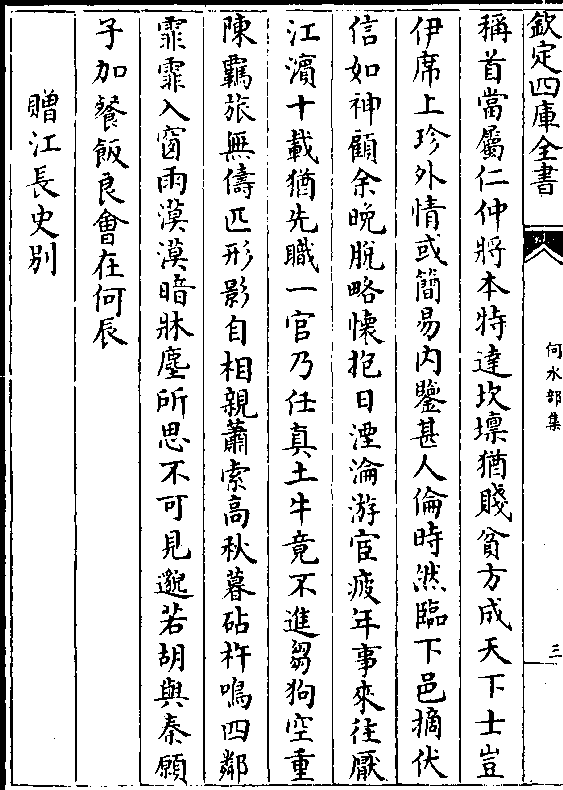 欽定四庫全書
何水部集
三
稱首當屬仁仲將本特達坎壈猶賤貧方成天下士豈
伊席上珍外情或簡易內鑒甚人倫時然臨下邑摘伏
信如神顧余晚脫略懷抱日湮淪游宦疲年事來往厭
江濆十載猶先職一官乃任真土牛竟不進芻狗空重
陳羈旅無儔匹形影自相親蕭索高秋暮砧杵鳴四鄰
霏霏入窗雨漠漠暗牀塵所思不可見邈若胡與秦願
子加餐飯良會在何辰
贈江長史別